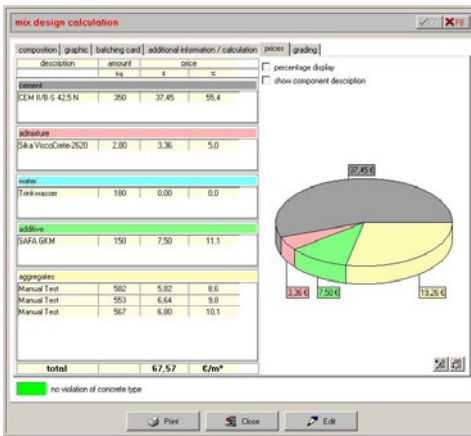 mix design calculation
F8
composition graphic batching card additional information / calculation prices grading
description amount price
kg € %
percentage display
show component description
cement
CEM II/B-S 42,5 N 350 37,45 55,4
admixture
Sika ViscoCrete-2620 2,80 3,36 5,0
water
Trinkwasser 180 0,00 0,0
additive
SAFA GKM 150 7,50 11,1
aggregates
Manual Test 582 5,82 8,6
Manual Test 553 6,64 9,8
Manual Test 567 6,80 10,1
total 67,57 €/m³
37,45 €
3,36 € 7,50 € 19,26 €
no violation of concrete type
Print Close Edit